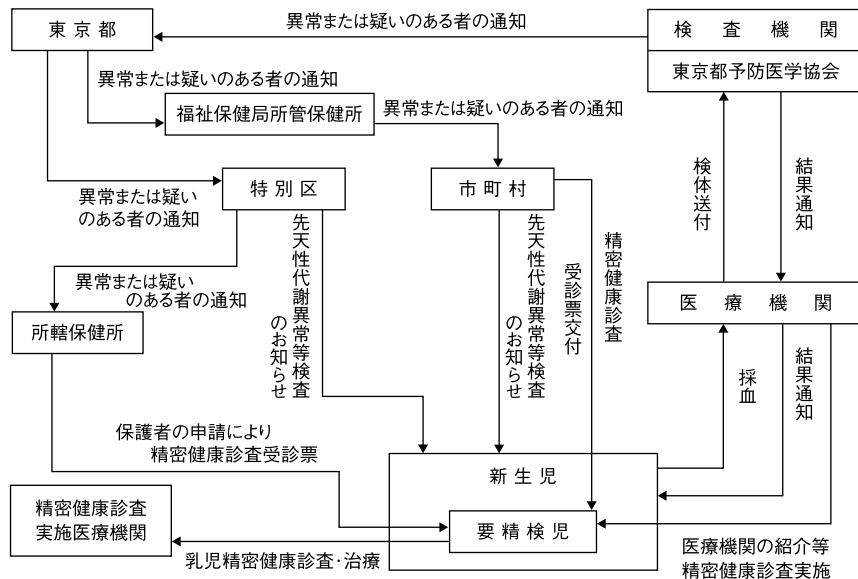 東京都
異常または疑いのある者の通知
検査機関
東京都予防医学協会
異常または疑いのある者の通知
福祉保健局所管保健所
異常または疑いのある者の通知
検体送付
結果通知
特別区
市町村
異常または疑い
のある者の通知
先天性代謝異常等検査
のお知らせ
先天性代謝異常等検査
のお知らせ
精密健康診査
受診票交付
異常または疑い
のある者の通知
所轄保健所
医療機関
採血
結果通知
保護者の申請により
精密健康診査受診票
新生児
要精検児
精密健康診査
実施医療機関
乳児精密健康診査・治療
医療機関の紹介等
精密健康診査実施